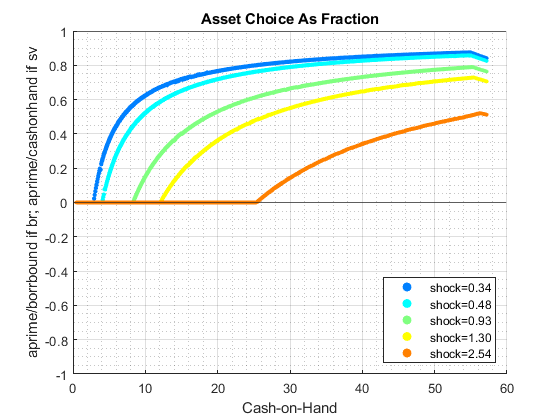 Asset Choice As Fraction
aprime/borrbound if br; aprime/cashonhand if sv
1
0.8
0.6
0.4
0.2
0
-0.2
-0.4
-0.6
-0.8
-1
shock=0.34
shock=0.48
shock=0.93
shock=1.30
shock=2.54
0 10 20 30 40 50 60
Cash-on-Hand